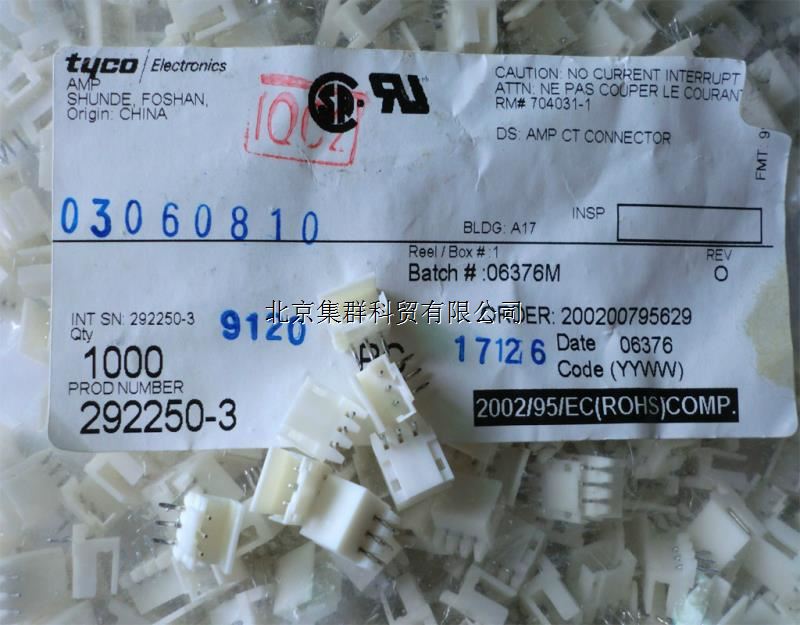 tyco / Electronics
AMP
SHUNDE, FOSHAN,
Origin: CHINA
CAUTION: NO CURRENT INTERRUPT
ATTN: NE PAS COUPER LE COURANT
RM# 704031-1
DS: AMP CT CONNECTOR
FMT: 9
03060810
BLDG: A17
INSP
Reel / Box # :1
Batch # :06376M
REV
O
北京集群科贸有限公司
INT SN: 292250-3
Qty
1000
9120
ORDER: 200200795629
17126
Date 06376
Code (YYWW)
PROD NUMBER
292250-3
2002/95/EC(ROHS)COMP.